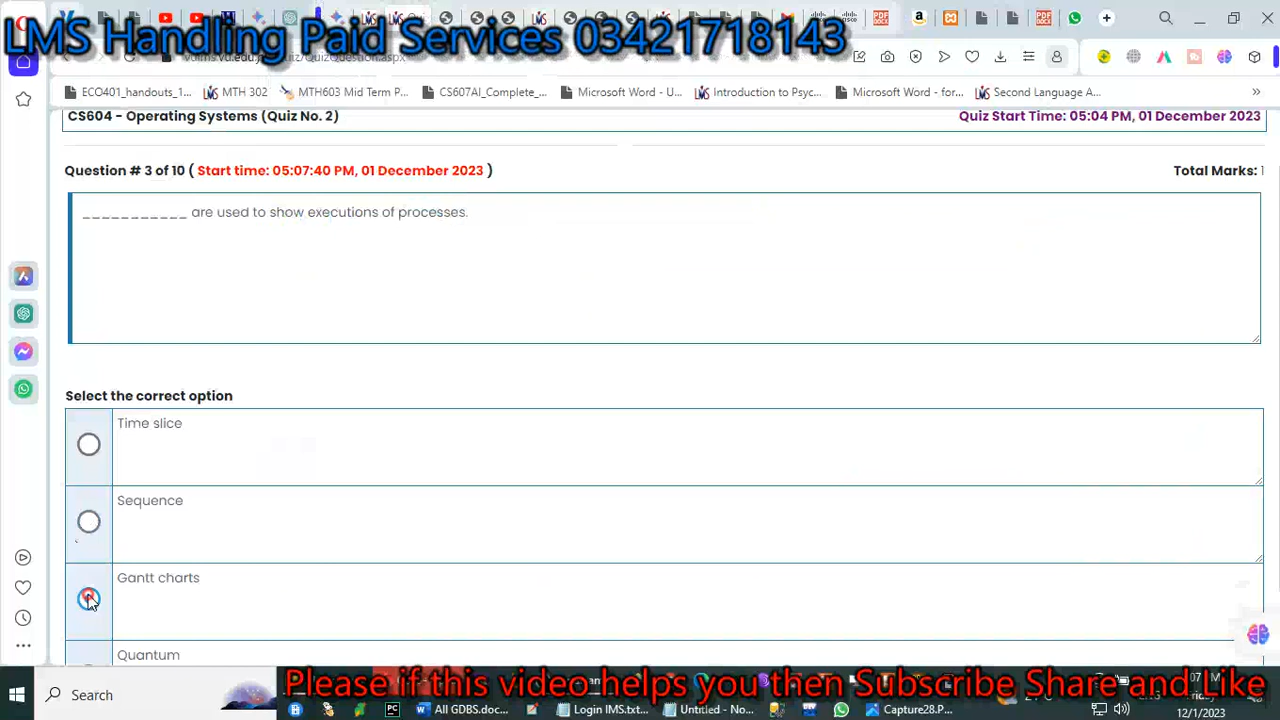 LMS Handling Paid Services 03421718143
ECO401_handouts_1...
MTH 302
MTH603 Mid Term P...
CS607AI_Complete_...
Microsoft Word - U...
Introduction to Psyc...
Microsoft Word - for...
Second Language A...
CS604 - Operating Systems (Quiz No. 2)
Quiz Start Time: 05:04 PM, 01 December 2023
Question # 3 of 10 ( Start time: 05:07:40 PM, 01 December 2023 )
Total Marks: 1
___________ are used to show executions of processes.
Select the correct option
Time slice
Sequence
Gantt charts
Quantum
Please if this video helps you then Subscribe Share and Like
Search
All GDBS.doc...
Login IMS.txt...
Untitled - No...
Capture28.P...
12/1/2023